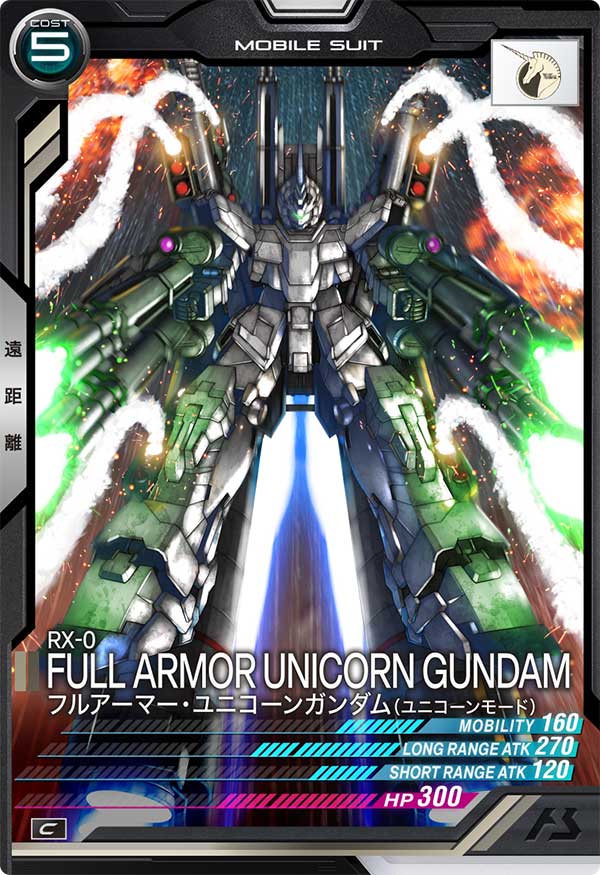 COST
5
MOBILE SUIT
遠距離
RX-0
FULL ARMOR UNICORN GUNDAM
フルアーマー・ユニコーンガンダム(ユニコーンモード)
MOBILITY 160
LONG RANGE ATK 270
SHORT RANGE ATK 120
HP 300
C